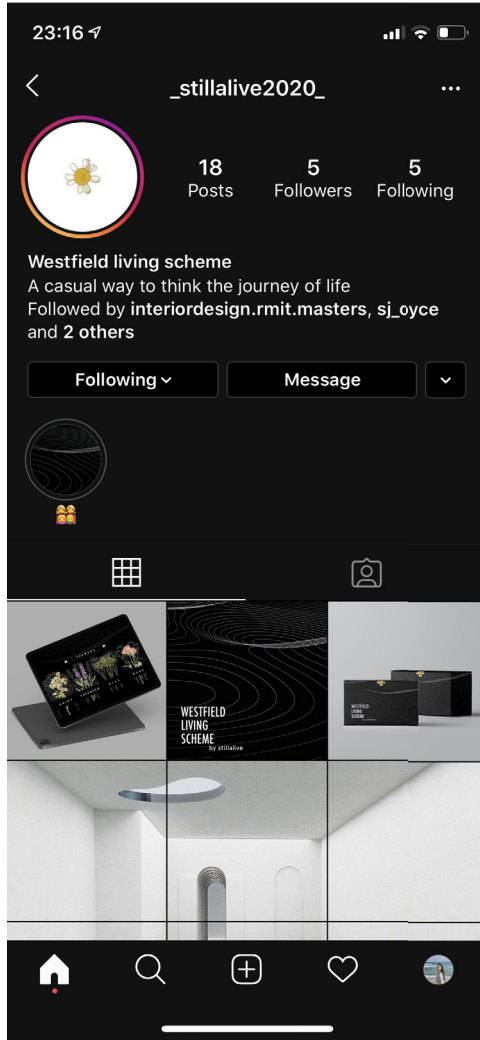 23:16
_stillalive2020_
18
Posts
5
Followers
5
Following
Westfield living scheme
A casual way to think the journey of life
Followed by interiordesign.rmit.masters, sj_oyce
and 2 others
Following
Message
WESTFIELD
LIVING
SCHEME
by stillalive
WESTFIELD
LIVING
SCHEME